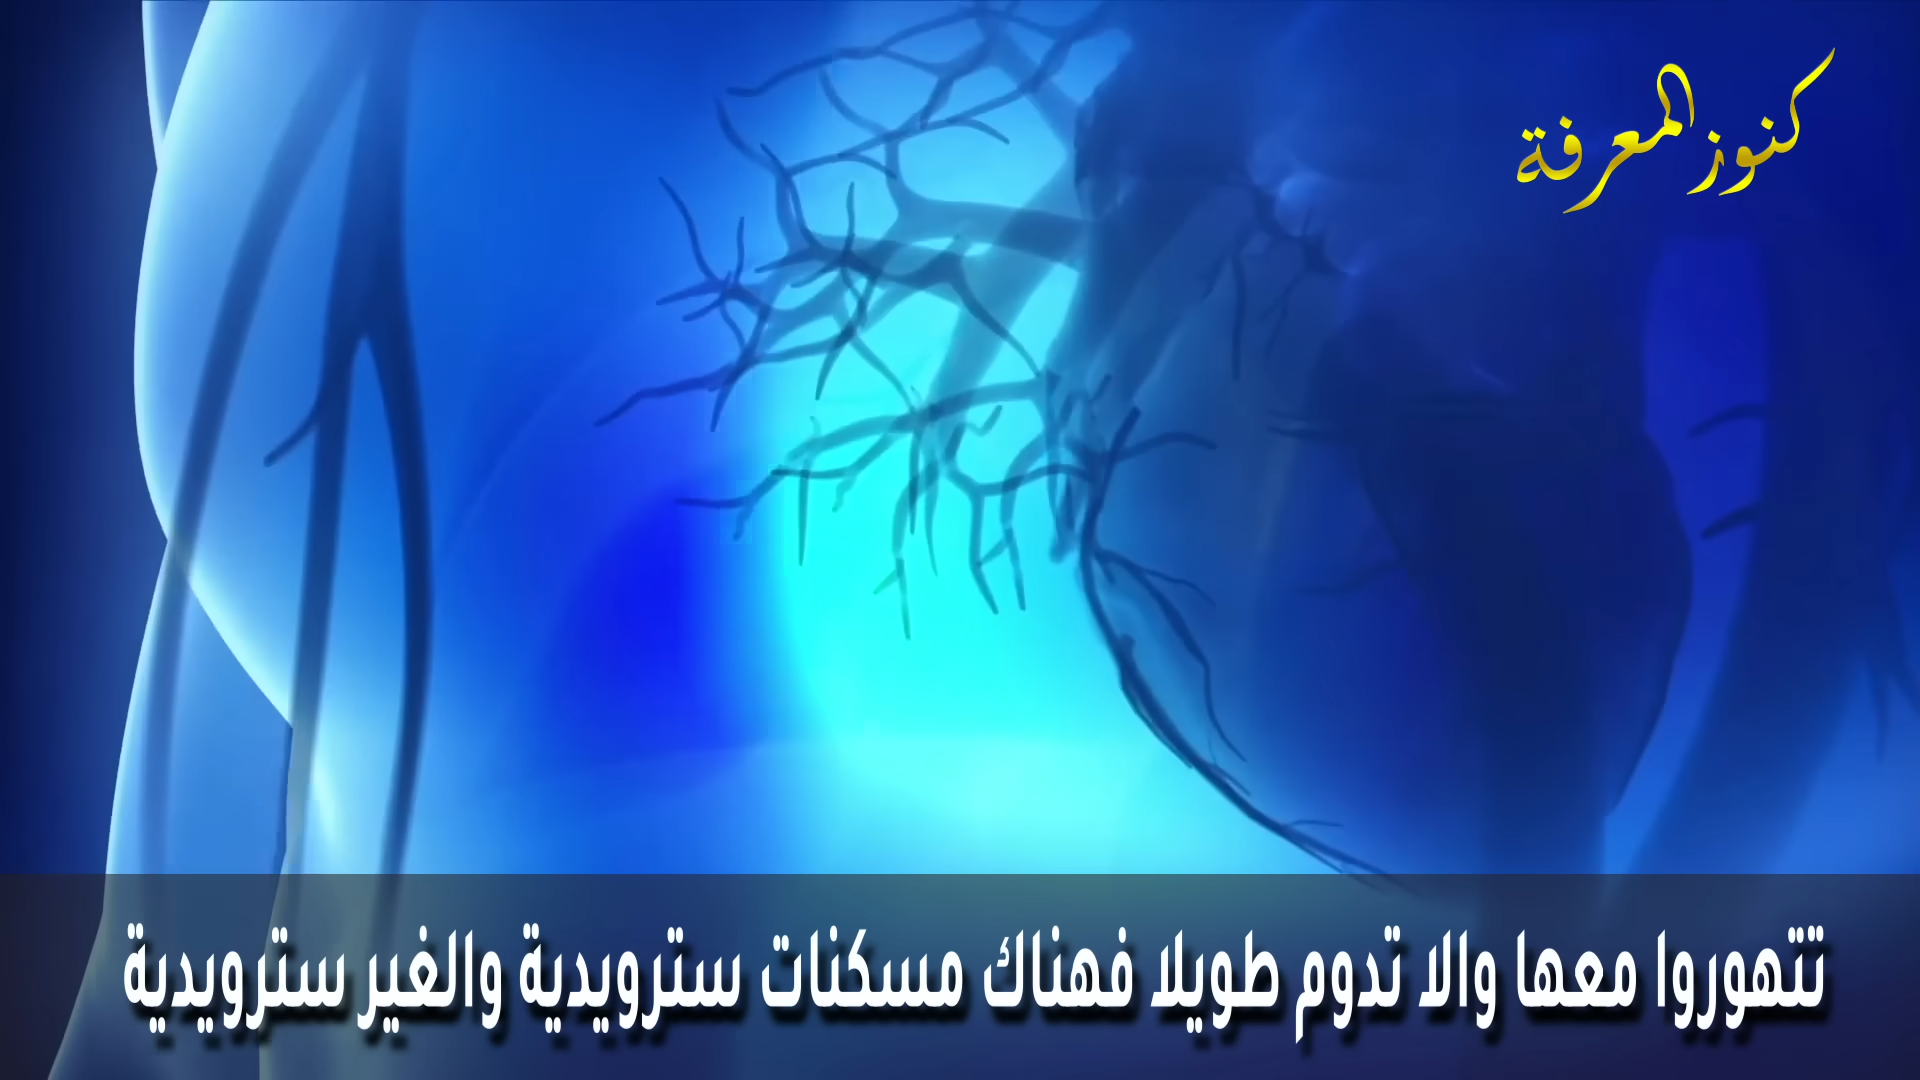 كنوز المعرفة
تتهوروا معها والا تدوم طويلا فهناك مسكنات سترويدية والغير سترويدية